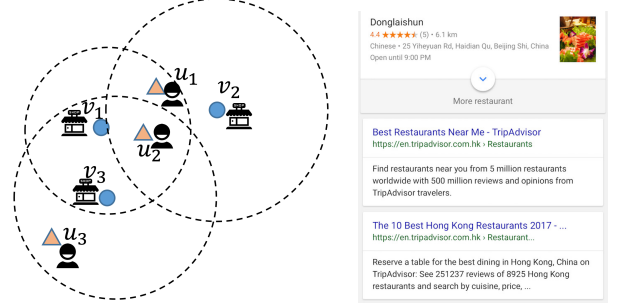 u1
v2
v1
u2
v3
u3
Donglaishun
4.4 ★★★★★ (5) • 6.1 km
Chinese • 25 Yiheyuan Rd, Haidian Qu, Beijing Shi, China
Open until 9:00 PM
More restaurant
Best Restaurants Near Me - TripAdvisor
https://en.tripadvisor.com.hk › Restaurants
Find restaurants near you from 5 million restaurants
worldwide with 500 million reviews and opinions from
TripAdvisor travelers.
The 10 Best Hong Kong Restaurants 2017 - ...
https://en.tripadvisor.com.hk › Restaurant...
Reserve a table for the best dining in Hong Kong, China on
TripAdvisor: See 251237 reviews of 8925 Hong Kong
restaurants and search by cuisine, price, ...